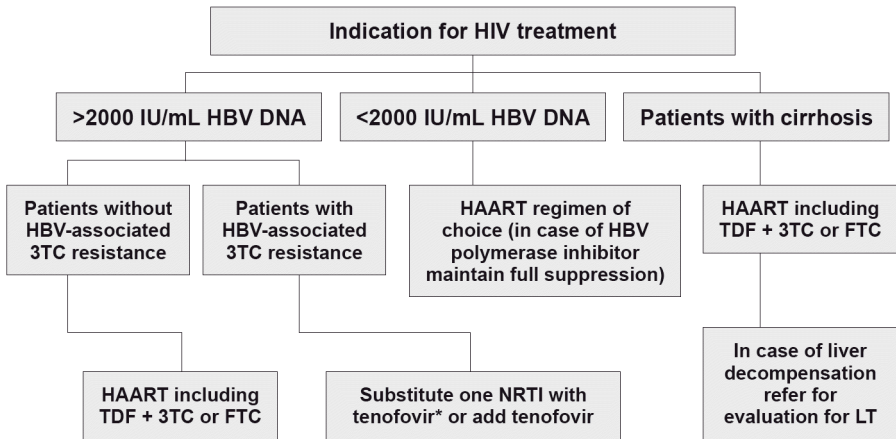 Indication for HIV treatment
>2000 IU/mL HBV DNA
<2000 IU/mL HBV DNA
Patients with cirrhosis
Patients without
HBV-associated
3TC resistance
Patients with
HBV-associated
3TC resistance
HAART regimen of
choice (in case of HBV
polymerase inhibitor
maintain full suppression)
HAART including
TDF + 3TC or FTC
HAART including
TDF + 3TC or FTC
Substitute one NRTI with
tenofovir* or add tenofovir
In case of liver
decompensation
refer for
evaluation for LT